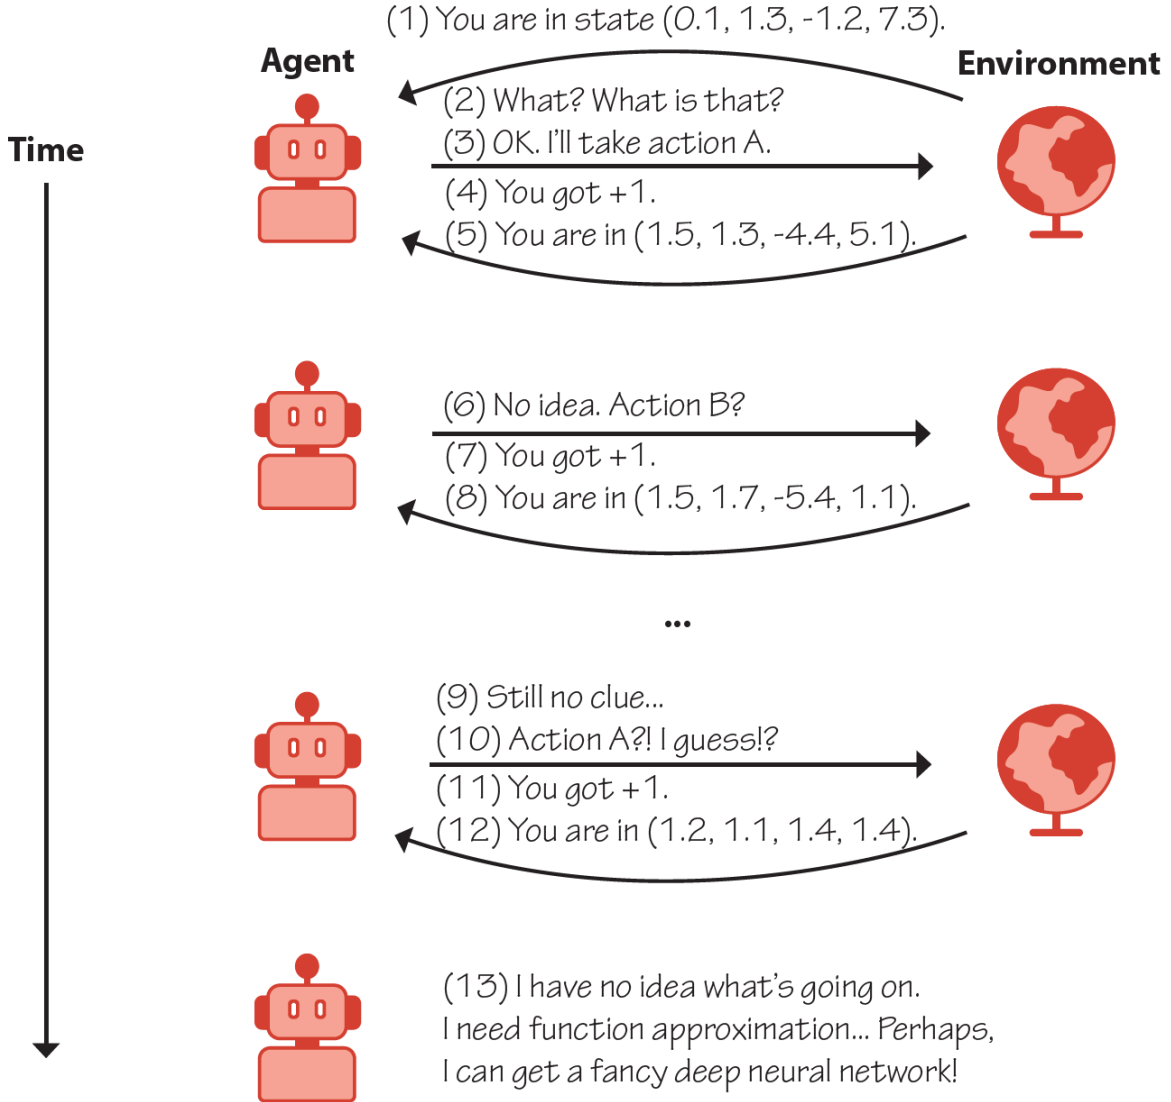 (1) You are in state (0.1, 1.3, -1.2, 7.3).
Agent
Environment
(2) What? What is that?
(3) OK. I'll take action A.
Time
(4) You got +1.
(5) You are in (1.5, 1.3, -4.4, 5.1).
(6) No idea. Action B?
(7) You got +1.
(8) You are in (1.5, 1.7, -5.4, 1.1).
...
(9) Still no clue...
(10) Action A?! I guess!?
(11) You got +1.
(12) You are in (1.2, 1.1, 1.4, 1.4).
(13) I have no idea what's going on.
I need function approximation... Perhaps,
I can get a fancy deep neural network!